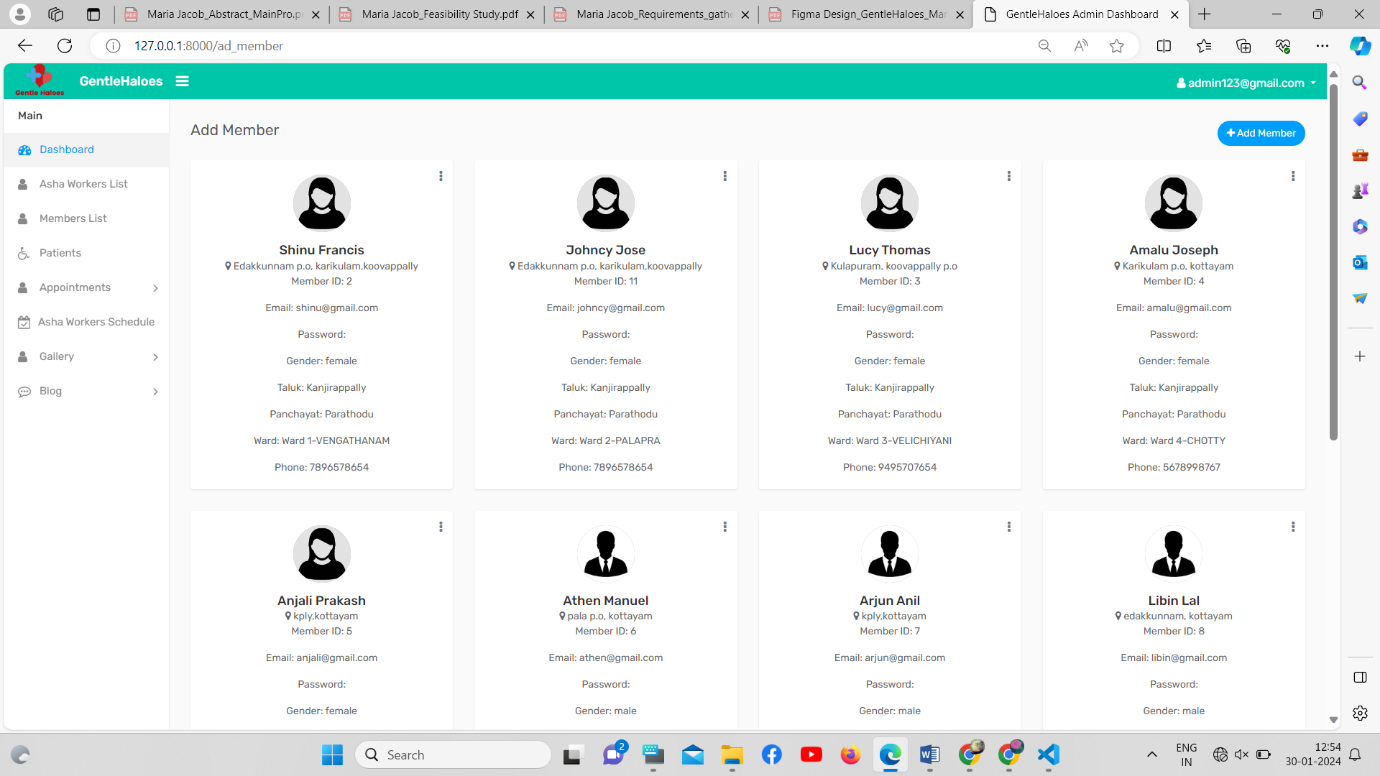 Maria Jacob_Abstract_MainPro.p
Maria Jacob_Feasibility Study.pdf
Maria Jacob_Requirements_gathe
Figma Design_GentleHaloes_Mar
GentleHaloes Admin Dashboard
127.0.0.1:8000/ad_member
Gentle Haloes
GentleHaloes
admin123@gmail.com
Main
Dashboard
Asha Workers List
Members List
Patients
Appointments
Asha Workers Schedule
Gallery
Blog
Add Member
+ Add Member
Shinu Francis
Edakkunnam p.o, karikulam,koovappally
Member ID: 2
Email: shinu@gmail.com
Password:
Gender: female
Taluk: Kanjirappally
Panchayat: Parathodu
Ward: Ward 1-VENGATHANAM
Phone: 7896578654
Johncy Jose
Edakkunnam p.o, karikulam,koovappally
Member ID: 11
Email: johncy@gmail.com
Password:
Gender: female
Taluk: Kanjirappally
Panchayat: Parathodu
Ward: Ward 2-PALAPRA
Phone: 7896578654
Lucy Thomas
Kulapuram, koovappally p.o
Member ID: 3
Email: lucy@gmail.com
Password:
Gender: female
Taluk: Kanjirappally
Panchayat: Parathodu
Ward: Ward 3-VELICHIYANI
Phone: 9495707654
Amalu Joseph
Karikulam p.o, kottayam
Member ID: 4
Email: amalu@gmail.com
Password:
Gender: female
Taluk: Kanjirappally
Panchayat: Parathodu
Ward: Ward 4-CHOTTY
Phone: 5678998767
Anjali Prakash
kply,kottayam
Member ID: 5
Email: anjali@gmail.com
Password:
Gender: female
Athen Manuel
pala p.o, kottayam
Member ID: 6
Email: athen@gmail.com
Password:
Gender: male
Arjun Anil
kply,kottayam
Member ID: 7
Email: arjun@gmail.com
Password:
Gender: male
Libin Lal
edakkunnam, kottayam
Member ID: 8
Email: libin@gmail.com
Password:
Gender: male
Search
2
ENG
IN
12:54
30-01-2024